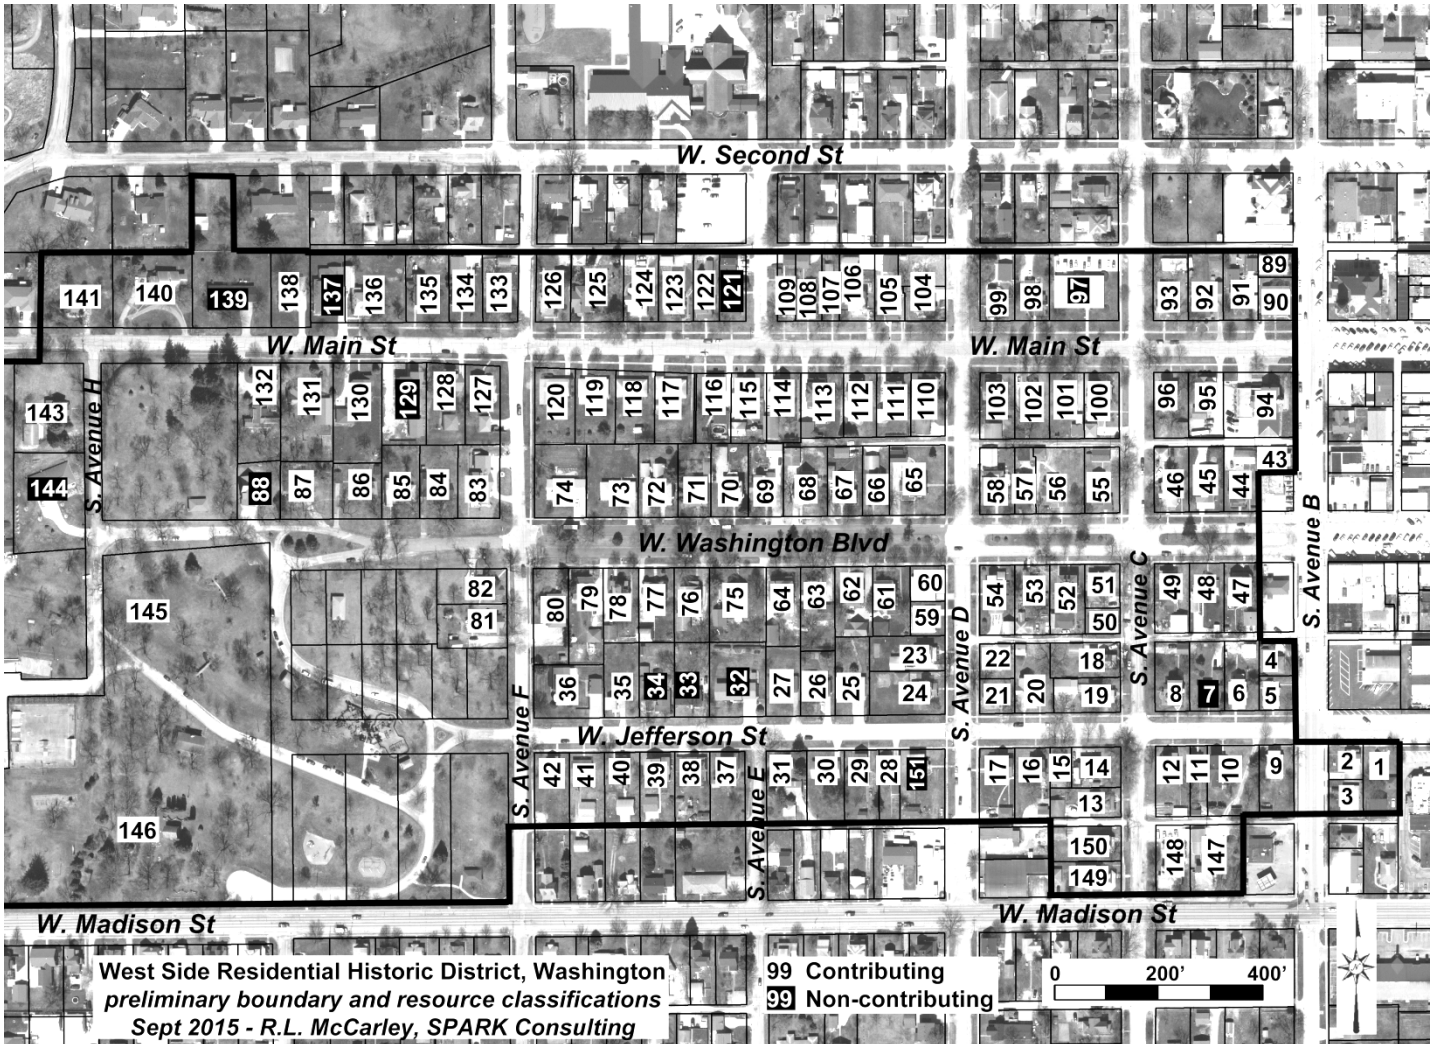 W. Second St
89
141 140 139 138 137 136 135 134 133 126 125 124 123 122 121 109 108 107 106 105 104 99 98 97 93 92 91 90
W. Main St W. Main St
132 131 130 129 128 127 120 119 118 117 116 115 114 113 112 111 110 103 102 101 100 96 95 94
143
S. Avenue H
144 88 87 86 85 84 83 74 73 72 71 70 69 68 67 66 65 58 57 56 55 46 45 44 43
W. Washington Blvd
S. Avenue B
82 80 79 78 77 76 75 64 63 62 61 60 54 53 52 51 49 48 47
145 81 59 50
S. Avenue F
S. Avenue D
S. Avenue C
23 22 18 4
36 35 34 33 32 27 26 25 24 21 20 19 8 7 6 5
W. Jefferson St
42 41 40 39 38 37 31 30 29 28 151 17 16 15 14 12 11 10 9 2 1
13 3
S. Avenue E
146 150 148 147
149
W. Madison St W. Madison St
West Side Residential Historic District, Washington
preliminary boundary and resource classifications
Sept 2015 - R.L. McCarley, SPARK Consulting
99 Contributing
99 Non-contributing
0 200' 400'